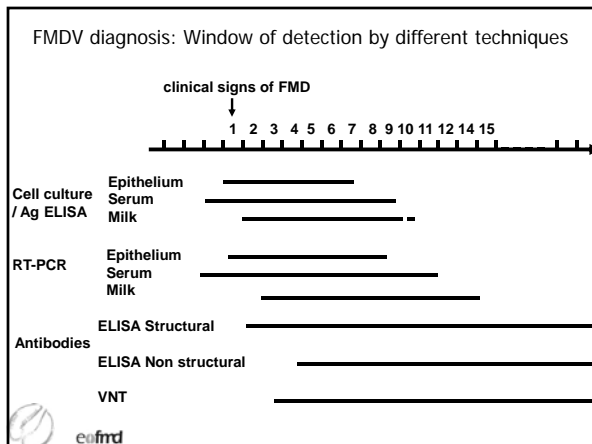 FMDV diagnosis: Window of detection by different techniques
clinical signs of FMD
1 2 3 4 5 6 7 8 9 10 11 12 14 15
Cell culture / Ag ELISA
Epithelium
Serum
Milk
RT-PCR
Epithelium
Serum
Milk
Antibodies
ELISA Structural
ELISA Non structural
VNT
eofmd